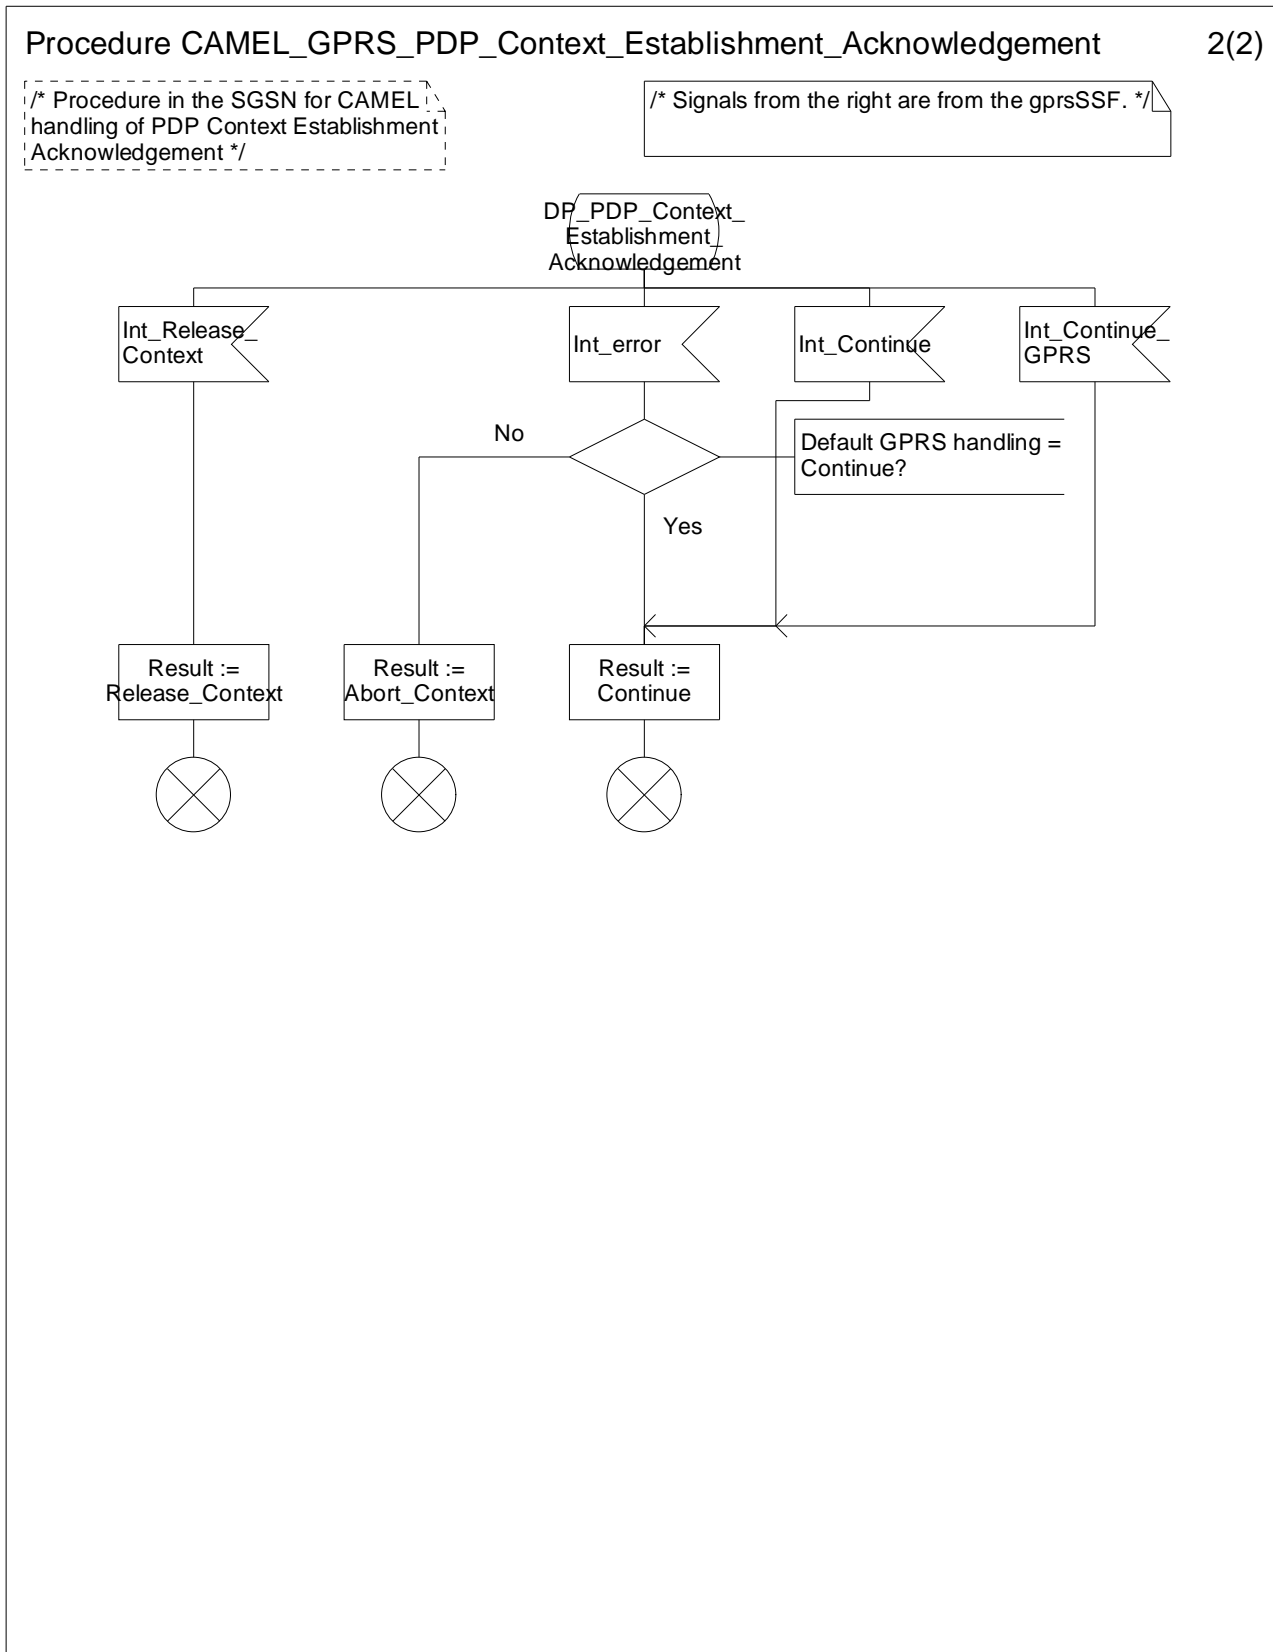 Procedure CAMEL_GPRS_PDP_Context_Establishment_Acknowledgement 2(2)
/* Procedure in the SGSN for CAMEL
handling of PDP Context Establishment
Acknowledgement */
/* Signals from the right are from the gprsSSF. */
DP_PDP_Context_
Establishment_
Acknowledgement
Int_Release_
Context
Int_error
Int_Continue
Int_Continue_
GPRS
No
Default GPRS handling =
Continue?
Yes
Result :=
Release_Context
Result :=
Abort_Context
Result :=
Continue